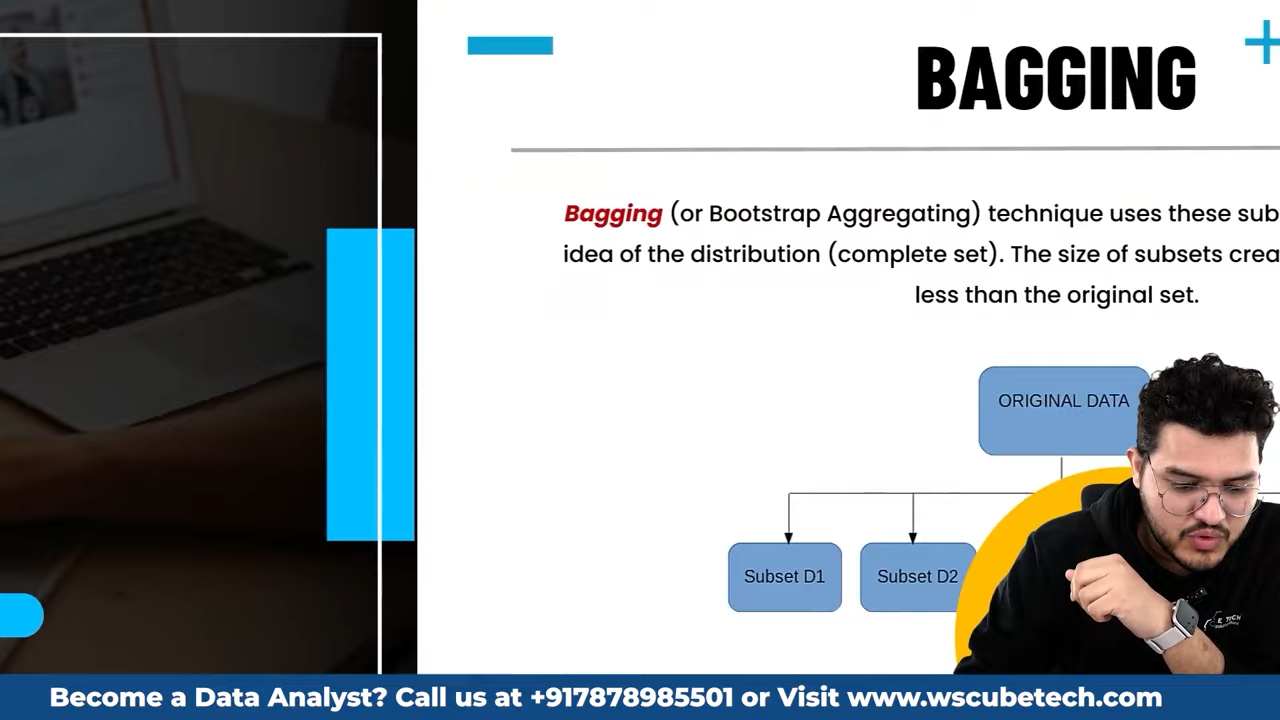 BAGGING
Bagging (or Bootstrap Aggregating) technique uses these sub
idea of the distribution (complete set). The size of subsets crea
less than the original set.
ORIGINAL DATA
Subset D1
Subset D2
Become a Data Analyst? Call us at +917878985501 or Visit www.wscubetech.com